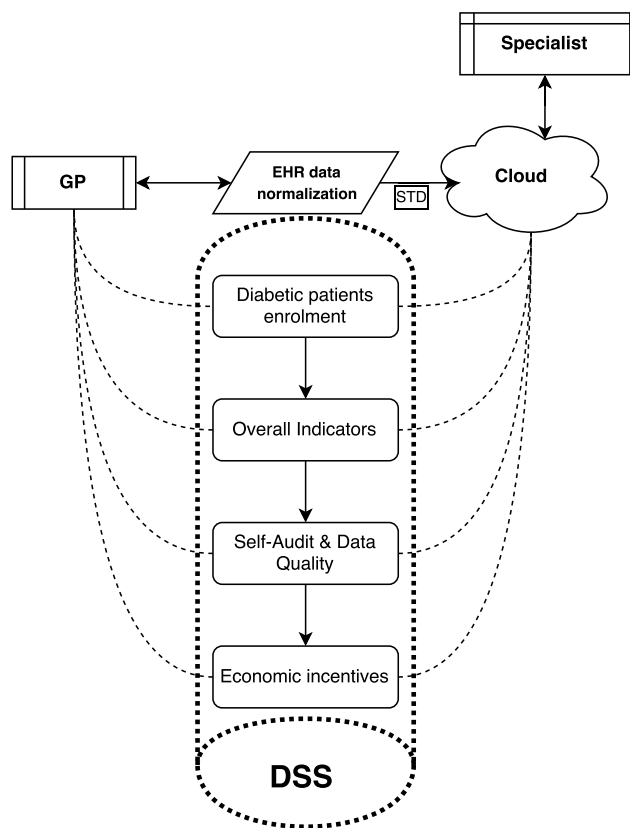 Specialist
GP
EHR data
normalization
STD
Cloud
Diabetic patients
enrolment
Overall Indicators
Self-Audit & Data
Quality
Economic incentives
DSS